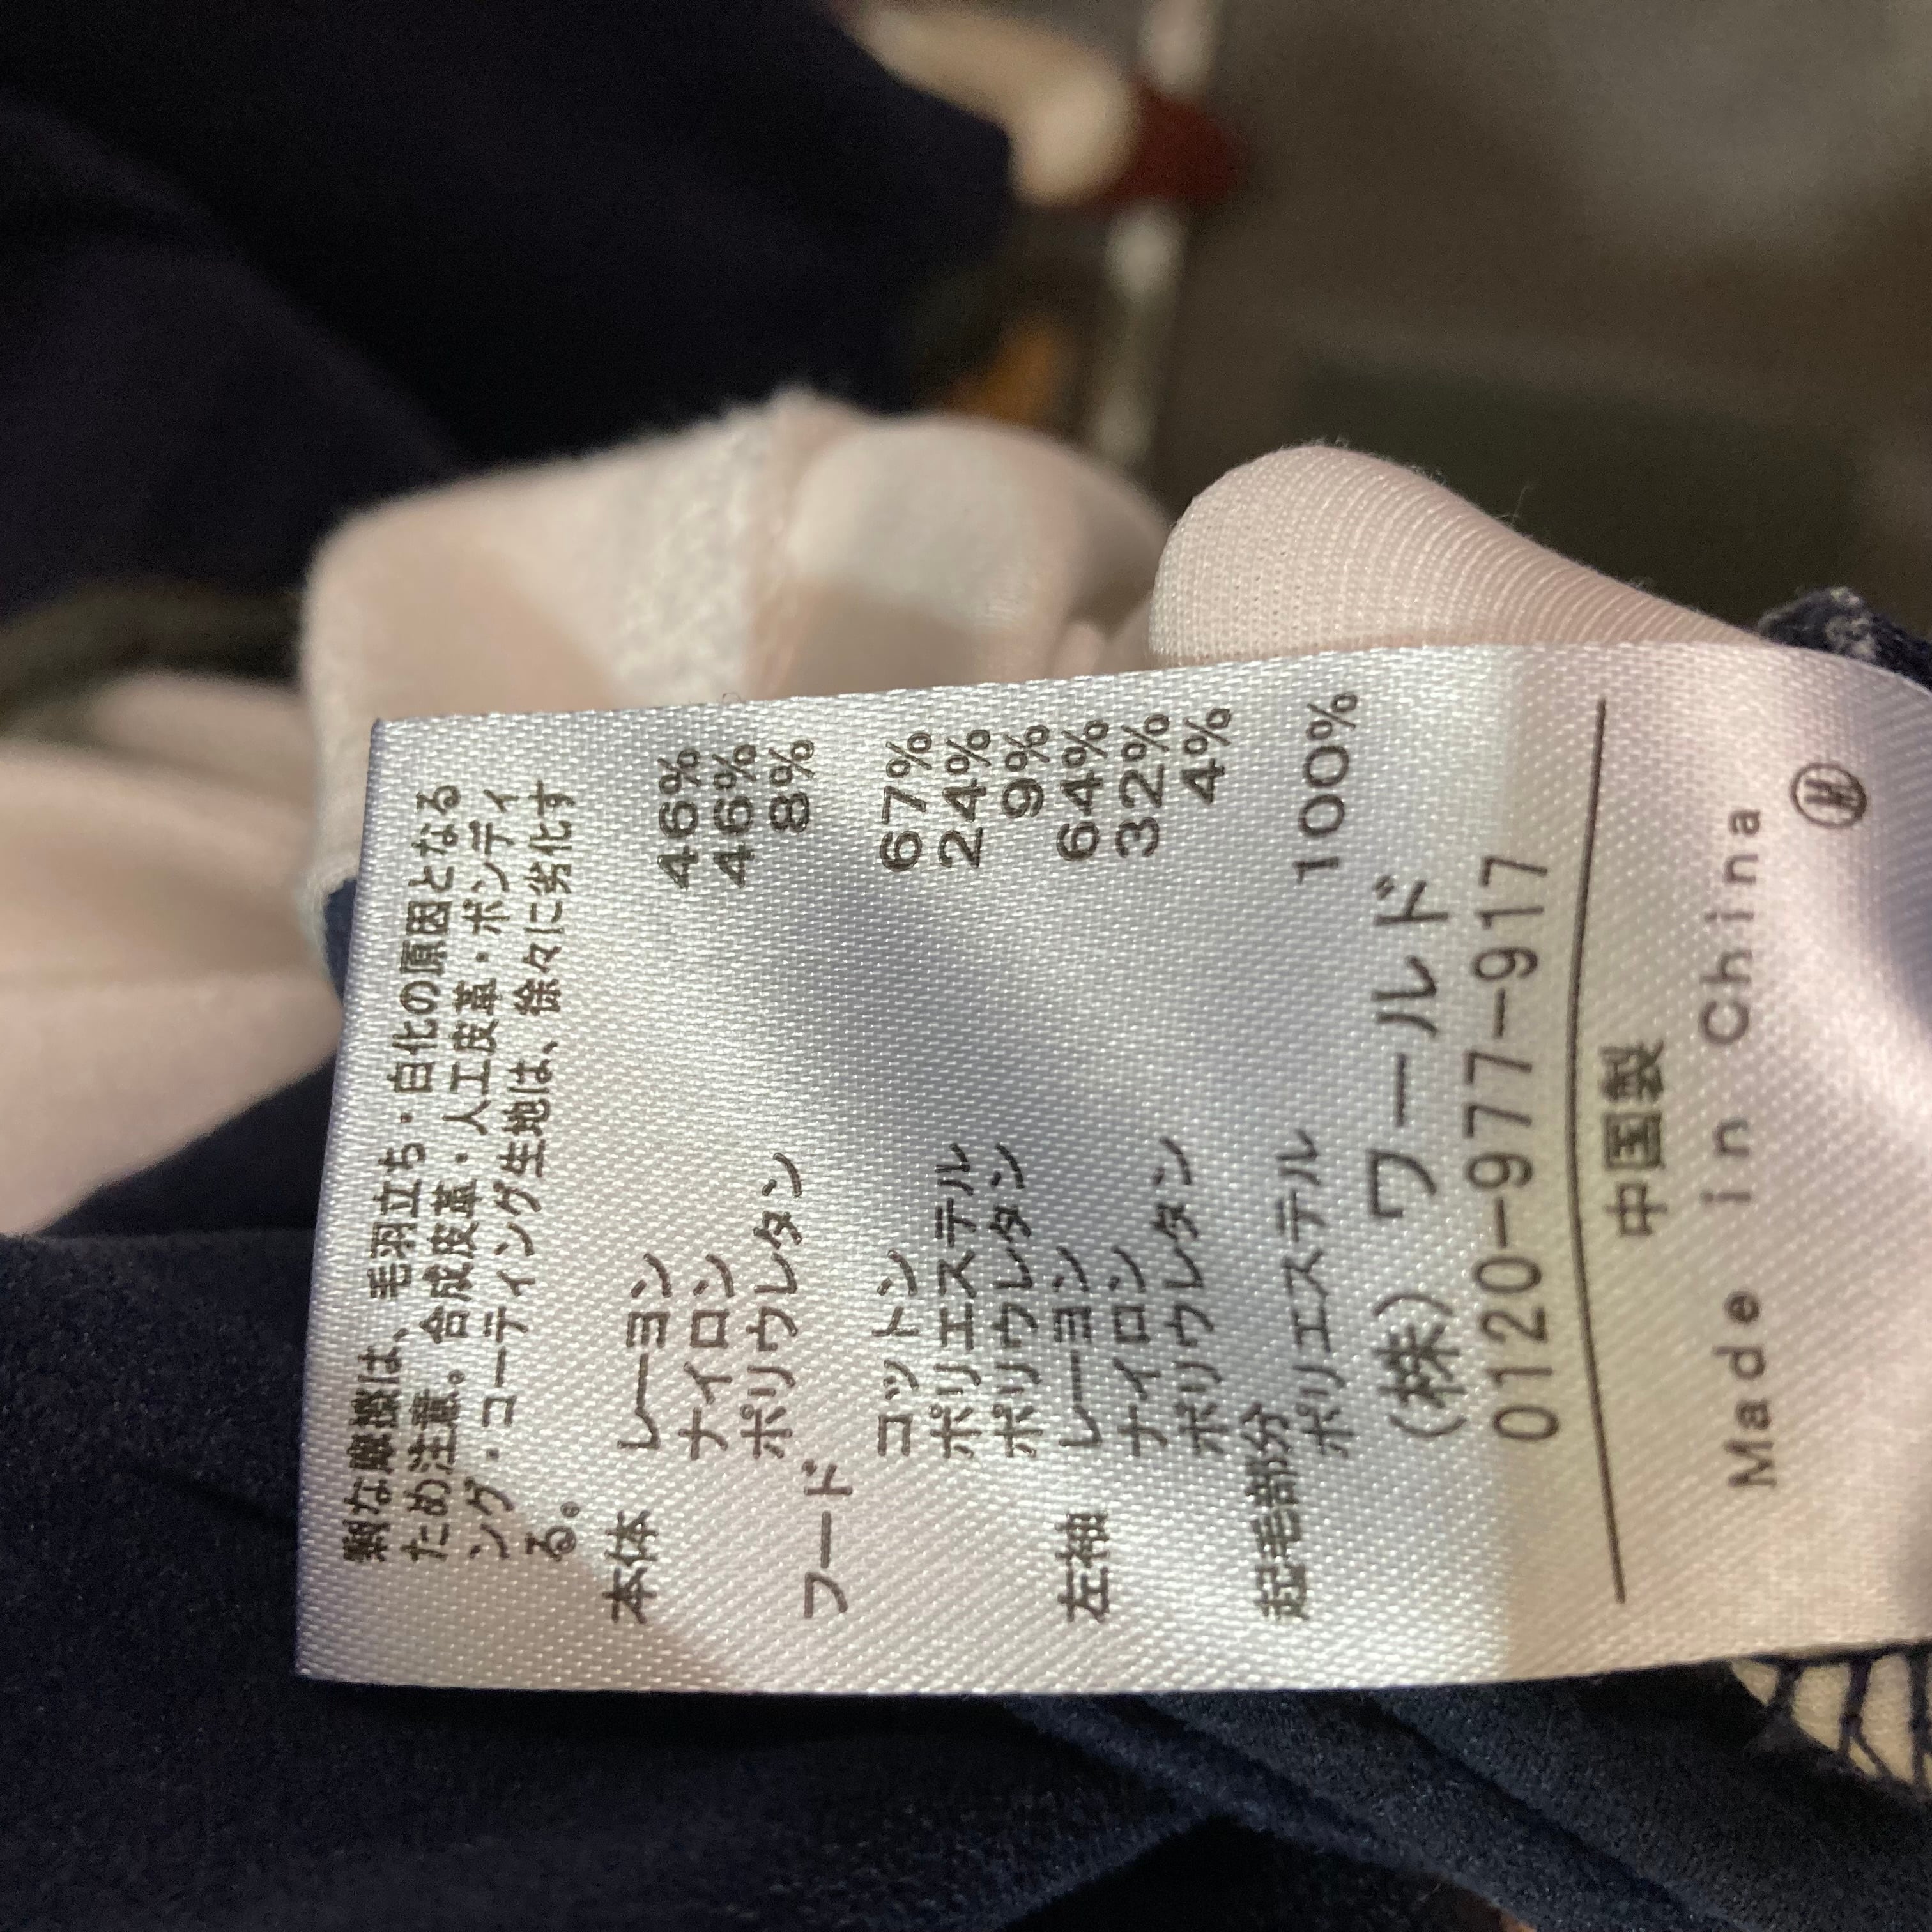 頻繁な摩擦は、毛羽立ち・白化の原因となる
ため注意。合成皮革・人工皮革・ボンディ
ング・コーティング生地は、徐々に劣化す
る。
本体
レーヨン 46%
ナイロン 46%
ポリウレタン 8%
フード
コットン 67%
ポリエステル 24%
ポリウレタン 9%
左袖 レーヨン 64%
ナイロン 32%
ポリウレタン 4%
起毛部分
ポリエステル 100%
(株) ワールド
0120-977-917
中国製
Made in China